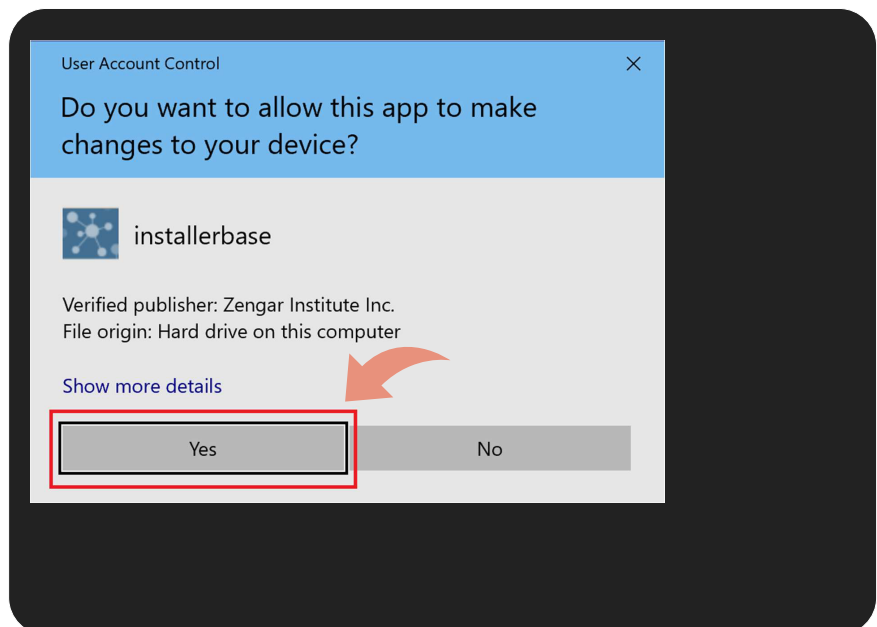 User Account Control
Do you want to allow this app to make
changes to your device?
installerbase
Verified publisher: Zengar Institute Inc.
File origin: Hard drive on this computer
Show more details
Yes
No